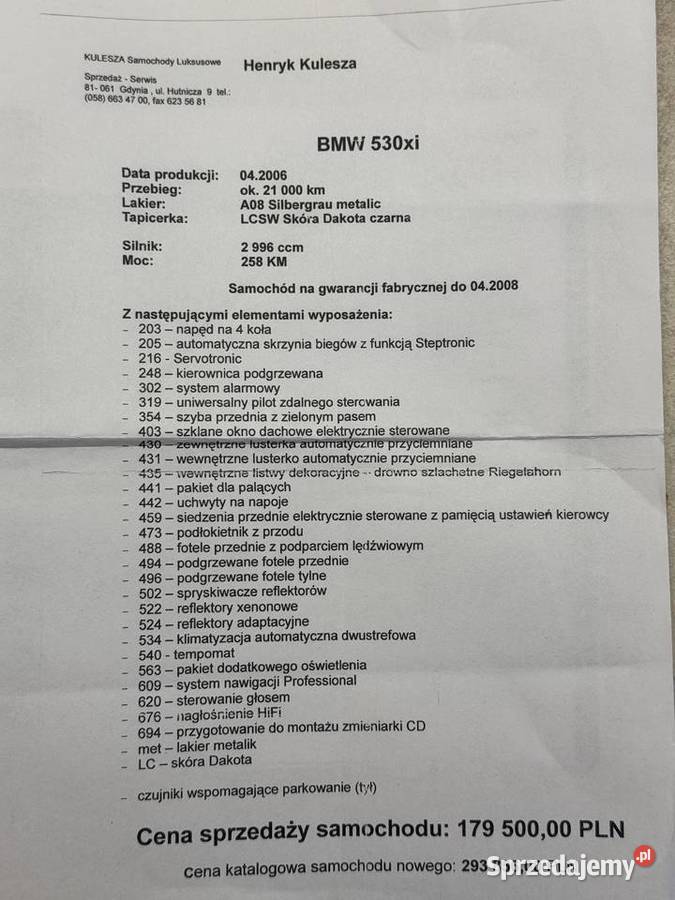 KULESZA Samochody Luksusowe
Henryk Kulesza
Sprzedaż - Serwis
81- 061 Gdynia , ul. Hutnicza 9 tel.:
(058) 663 47 00, fax 623 56 81
BMW 530xi
Data produkcji: 04.2006
Przebieg: ok. 21 000 km
Lakier: A08 Silbergrau metalic
Tapicerka: LCSW Skóra Dakota czarna
Silnik: 2 996 ccm
Moc: 258 KM
Samochód na gwarancji fabrycznej do 04.2008
Z następującymi elementami wyposażenia:
– 203 – napęd na 4 koła
– 205 – automatyczna skrzynia biegów z funkcją Steptronic
– 216 - Servotronic
– 248 – kierownica podgrzewana
– 302 – system alarmowy
– 319 – uniwersalny pilot zdalnego sterowania
– 354 – szyba przednia z zielonym pasem
– 403 – szklane okno dachowe elektrycznie sterowane
– 430 – zewnętrzne lusterka automatycznie przyciemniane
– 431 – wewnętrzne lusterko automatycznie przyciemniane
– 435 – wewnętrzne listwy dekoracyjne – drewno szlachetne Riegelahorn
– 441 – pakiet dla palących
– 442 – uchwyty na napoje
– 459 – siedzenia przednie elektrycznie sterowane z pamięcią ustawień kierowcy
– 473 – podłokietnik z przodu
– 488 – fotele przednie z podparciem lędźwiowym
– 494 – podgrzewane fotele przednie
– 496 – podgrzewane fotele tylne
– 502 – spryskiwacze reflektorów
– 522 – reflektory xenonowe
– 524 – reflektory adaptacyjne
– 534 – klimatyzacja automatyczna dwustrefowa
– 540 - tempomat
– 563 – pakiet dodatkowego oświetlenia
– 609 – system nawigacji Professional
– 620 – sterowanie głosem
– 676 – nagłośnienie HiFi
– 694 – przygotowanie do montażu zmieniarki CD
– met – lakier metalik
– LC – skóra Dakota
– czujniki wspomagające parkowanie (tył)
Cena sprzedaży samochodu: 179 500,00 PLN
Cena katalogowa samochodu nowego: 293
Sprzedajemy.pl